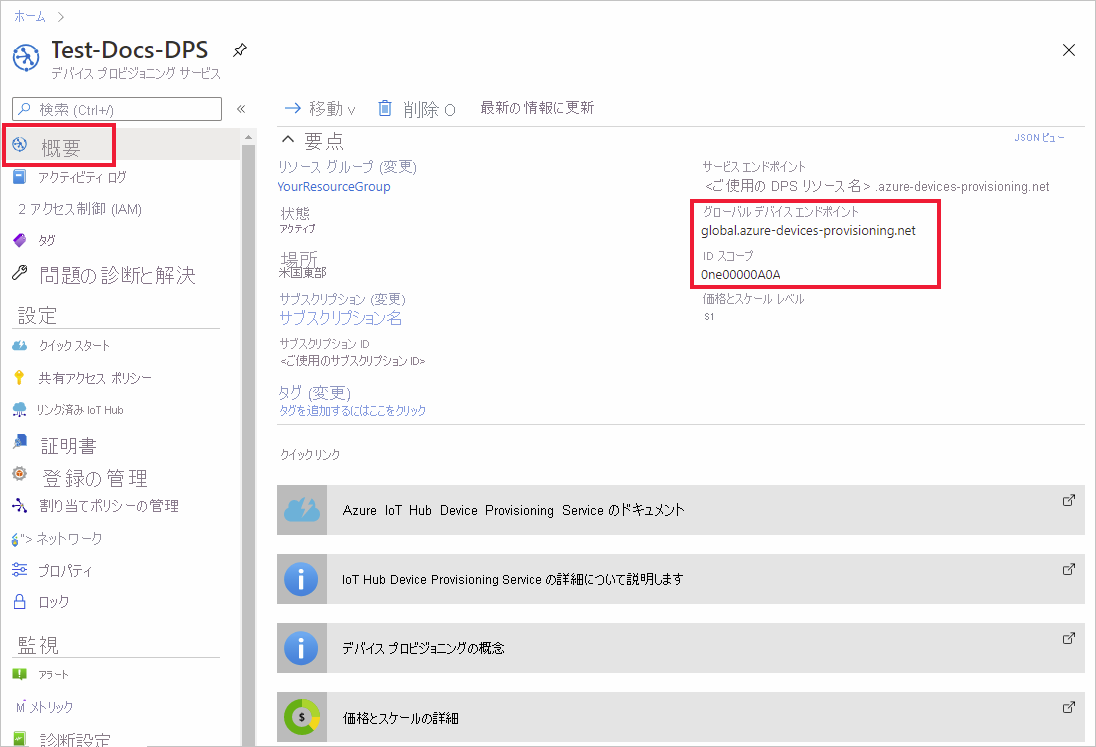 ホーム
Test-Docs-DPS
デバイス プロビジョニング サービス
検索 (Ctrl+/)
概要
アクティビティ ログ
2 アクセス制御 (IAM)
タグ
問題の診断と解決
設定
クイック スタート
共有アクセス ポリシー
リンク済み IoT Hub
証明書
登録の管理
割り当てポリシーの管理
"> ネットワーク
プロパティ
ロック
監視
アラート
M メトリック
診断設定
移動 削除 最新の情報に更新
要点
JSON ビュー
リソース グループ (変更)
YourResourceGroup
状態
アクティブ
場所
米国東部
サブスクリプション (変更)
サブスクリプション名
サブスクリプション ID
<ご使用のサブスクリプション ID>
タグ (変更)
タグを追加するにはここをクリック
サービス エンドポイント
<ご使用の DPS リソース名> .azure-devices-provisioning.net
グローバル デバイス エンドポイント
global.azure-devices-provisioning.net
ID スコープ
0ne00000A0A
価格とスケール レベル
S1
クイック リンク
Azure IoT Hub Device Provisioning Service のドキュメント
IoT Hub Device Provisioning Service の詳細について説明します
デバイス プロビジョニングの概念
価格とスケールの詳細